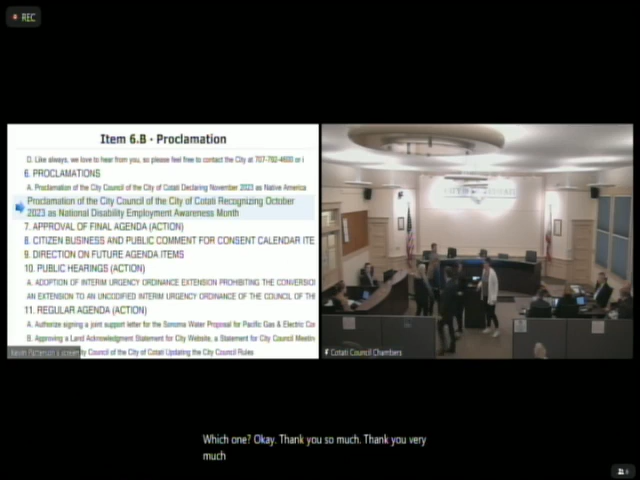 REC
Item 6.B · Proclamation
D. Like always, we love to hear from you, so please feel free to contact the City at 707-792-4600 or i
6. PROCLAMATIONS
A. Proclamation of the City Council of the City of Cotati Declaring November 2023 as Native America
Proclamation of the City Council of the City of Cotati Recognizing October
2023 as National Disability Employment Awareness Month
7. APPROVAL OF FINAL AGENDA (ACTION)
8. CITIZEN BUSINESS AND PUBLIC COMMENT FOR CONSENT CALENDAR ITE
9. DIRECTION ON FUTURE AGENDA ITEMS
10. PUBLIC HEARINGS (ACTION)
A. ADOPTION OF INTERIM URGENCY ORDINANCE EXTENSION PROHIBITING THE CONVERSIO
AN EXTENSION TO AN UNCODIFIED INTERIM URGENCY ORDINANCE OF THE COUNCIL OF TH
11. REGULAR AGENDA (ACTION)
A. Authorize signing a joint support letter for the Sonoma Water Proposal for Pacific Gas & Electric Co
B. Approving a Land Acknowledgment Statement for City Website, a Statement for City Council Meetin
by Council of the City of Cotati Updating the City Council Rules
Cotati Council Chambers
Which one? Okay. Thank you so much. Thank you very
much